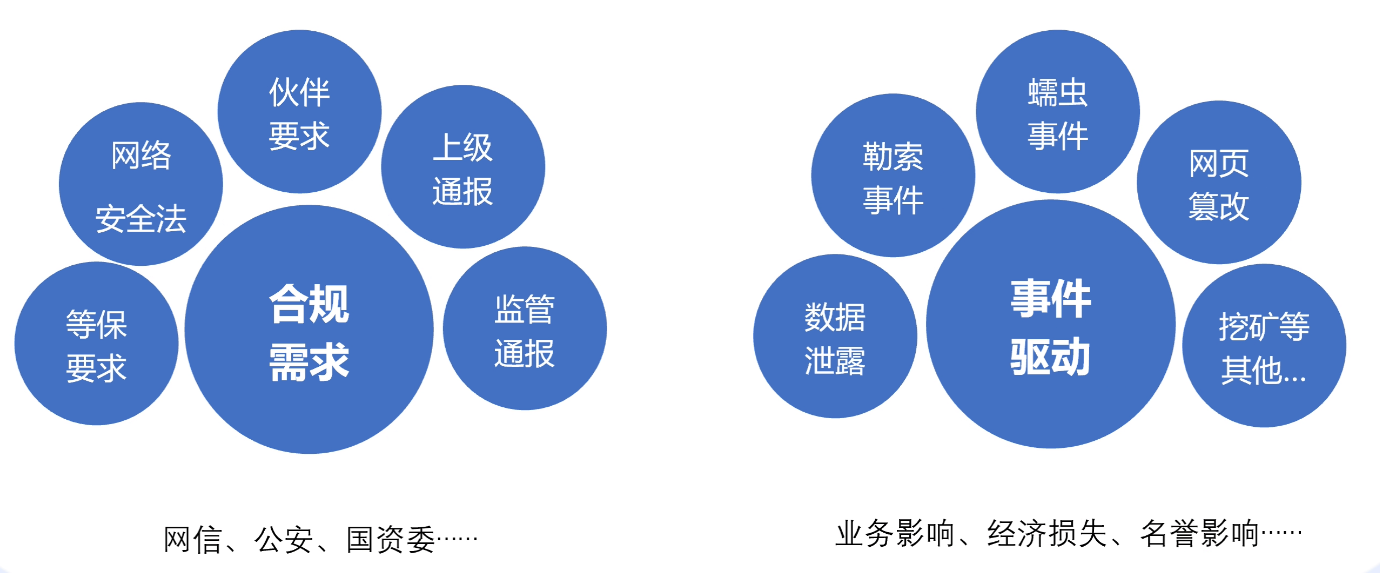 伙伴
要求
网络
安全法
上级
通报
等保
要求
合规
需求
监管
通报
网信、公安、国资委……
蠕虫
事件
勒索
事件
网页
篡改
数据
泄露
事件
驱动
挖矿等
其他...
业务影响、经济损失、名誉影响……